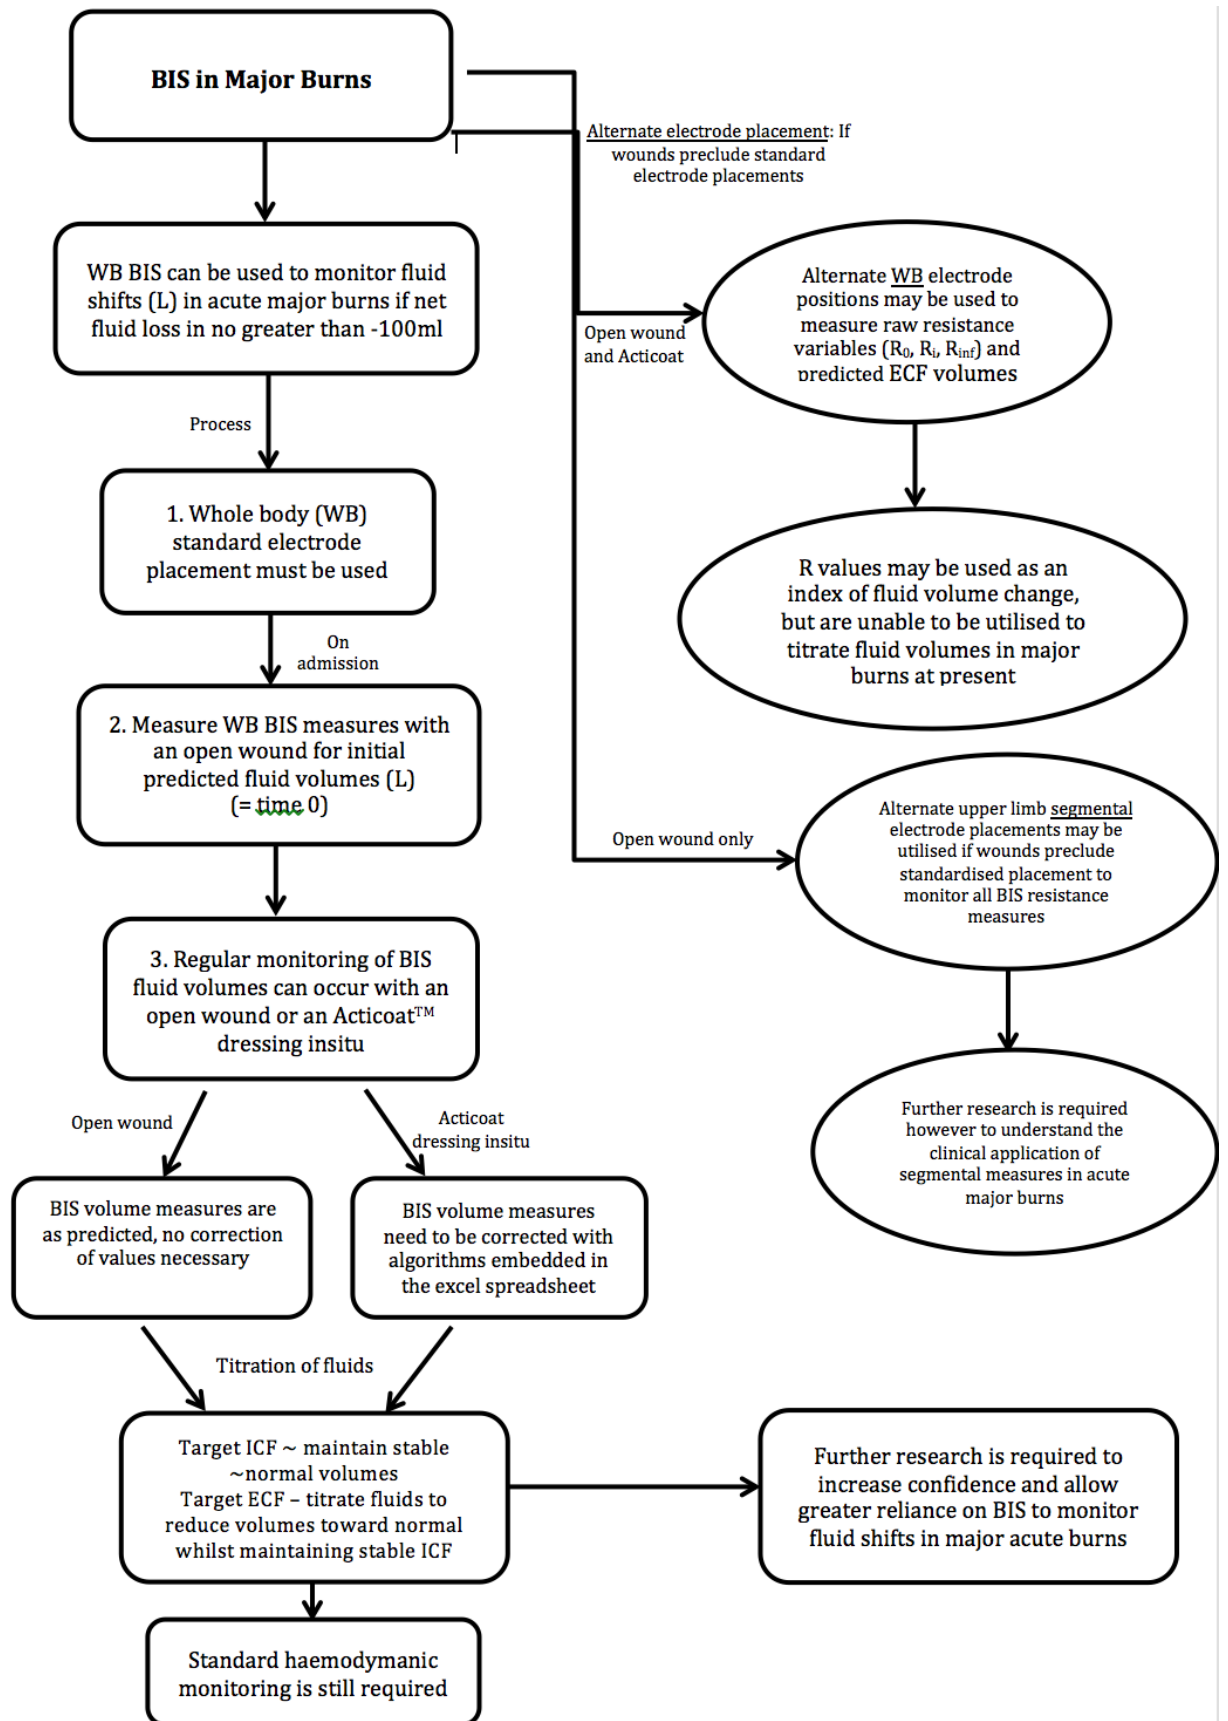 BIS in Major Burns
Alternate electrode placement: If
wounds preclude standard
electrode placements
WB BIS can be used to monitor fluid
shifts (L) in acute major burns if net
fluid loss in no greater than -100ml
Open wound
and Acticoat
Alternate WB electrode
positions may be used to
measure raw resistance
variables (R₀, Rᵢ, R_inf) and
predicted ECF volumes
Process
1. Whole body (WB)
standard electrode
placement must be used
R values may be used as an
index of fluid volume change,
but are unable to be utilised to
titrate fluid volumes in major
burns at present
On
admission
2. Measure WB BIS measures with
an open wound for initial
predicted fluid volumes (L)
(= time 0)
Open wound only
Alternate upper limb segmental
electrode placements may be
utilised if wounds preclude
standardised placement to
monitor all BIS resistance
measures
3. Regular monitoring of BIS
fluid volumes can occur with an
open wound or an Acticoat™
dressing insitu
Further research is required
however to understand the
clinical application of
segmental measures in acute
major burns
Open wound
Acticoat
dressing insitu
BIS volume measures are
as predicted, no correction
of values necessary
BIS volume measures
need to be corrected with
algorithms embedded in
the excel spreadsheet
Titration of fluids
Target ICF ~ maintain stable
~normal volumes
Target ECF – titrate fluids to
reduce volumes toward normal
whilst maintaining stable ICF
Further research is required to
increase confidence and allow
greater reliance on BIS to monitor
fluid shifts in major acute burns
Standard haemodymanic
monitoring is still required